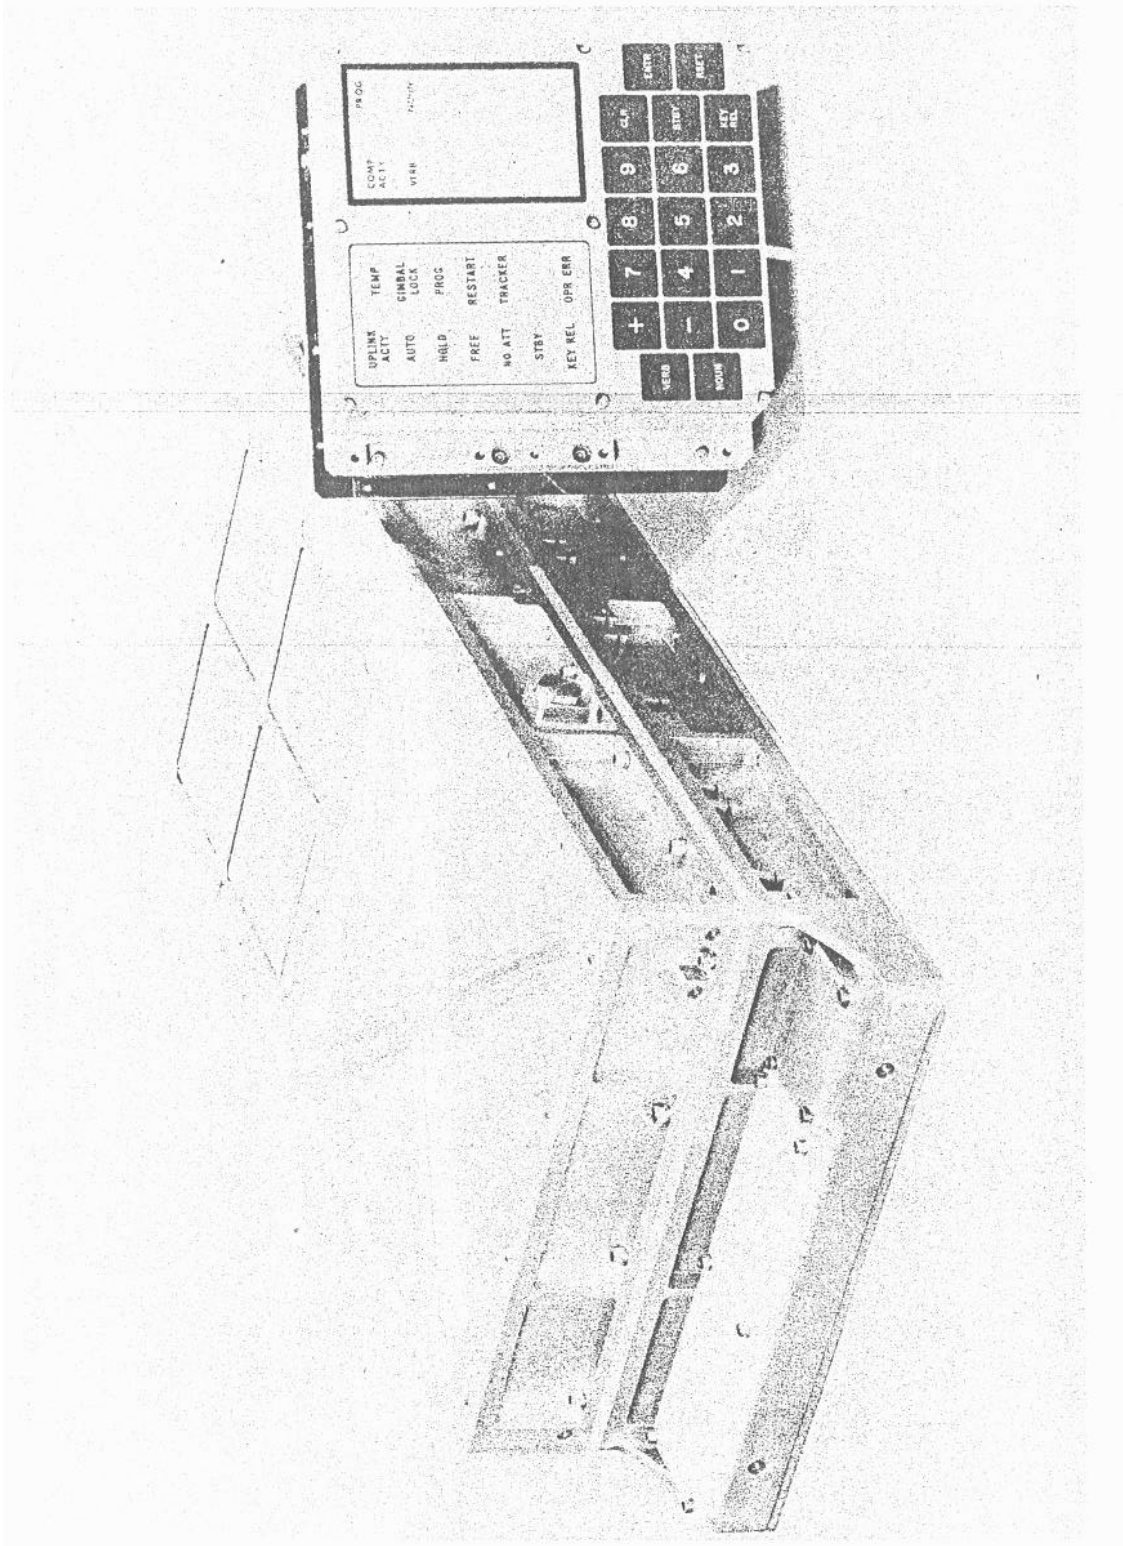 UPLINK ACTY TEMP
AUTO GIMBAL LOCK
HOLD PROG
FREE RESTART
NO ATT TRACKER
STBY
KEY REL OPR ERR
COMP ACTY PROG
VERB NOUN
VERB + 7 8 9 CLR ENTR
NOUN − 4 5 6 STBY RSET
0 1 2 3 KEY REL